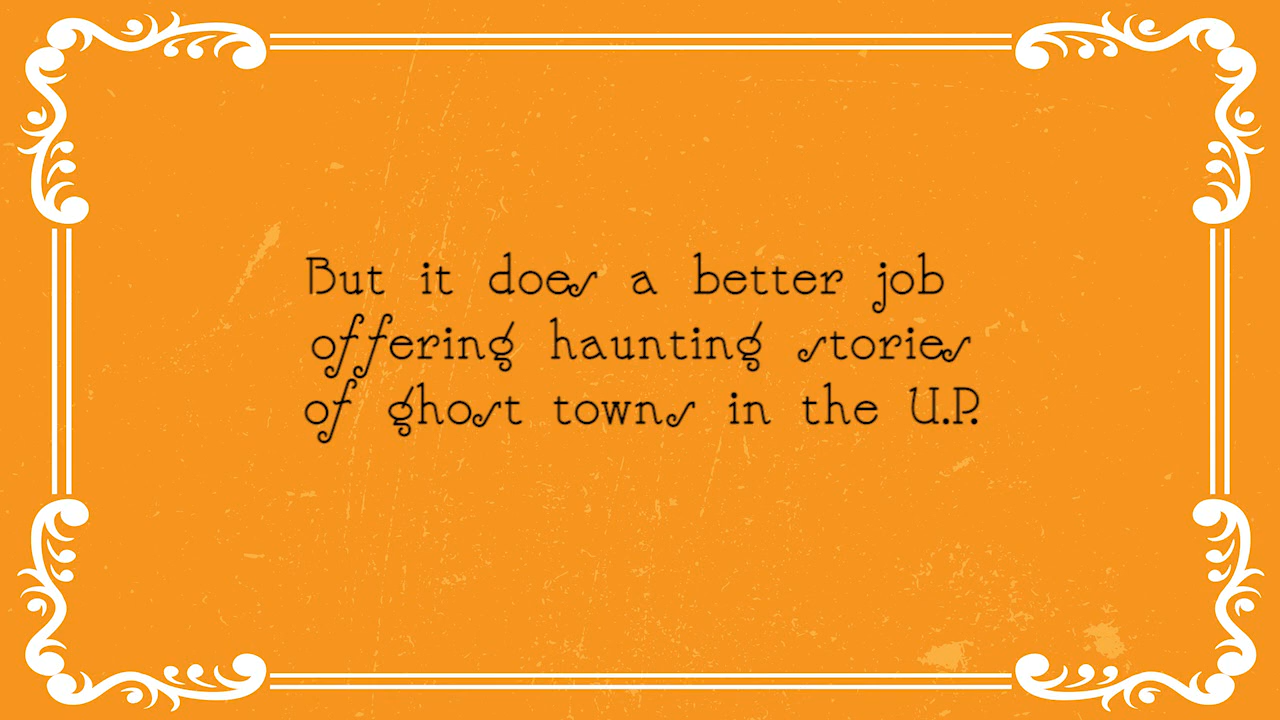 But it does a better job
offering haunting stories
of ghost towns in the U.P.